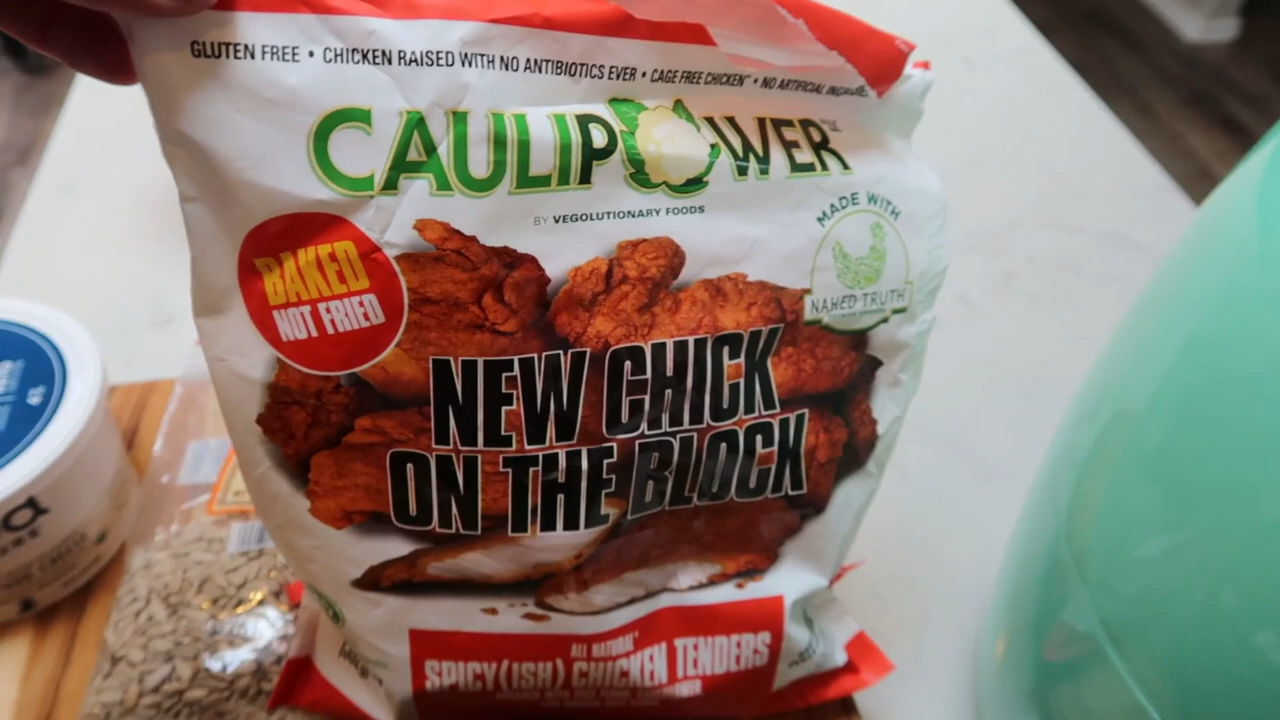 GLUTEN FREE • CHICKEN RAISED WITH NO ANTIBIOTICS EVER • CAGE FREE CHICKEN • NO ARTIFICIAL
CAULIPOWER
BY VEGOLUTIONARY FOODS
MADE WITH
NAKED TRUTH
BAKED
NOT FRIED
NEW CHICK
ON THE BLOCK
ALL NATURAL*
SPICY(ISH) CHICKEN TENDERS